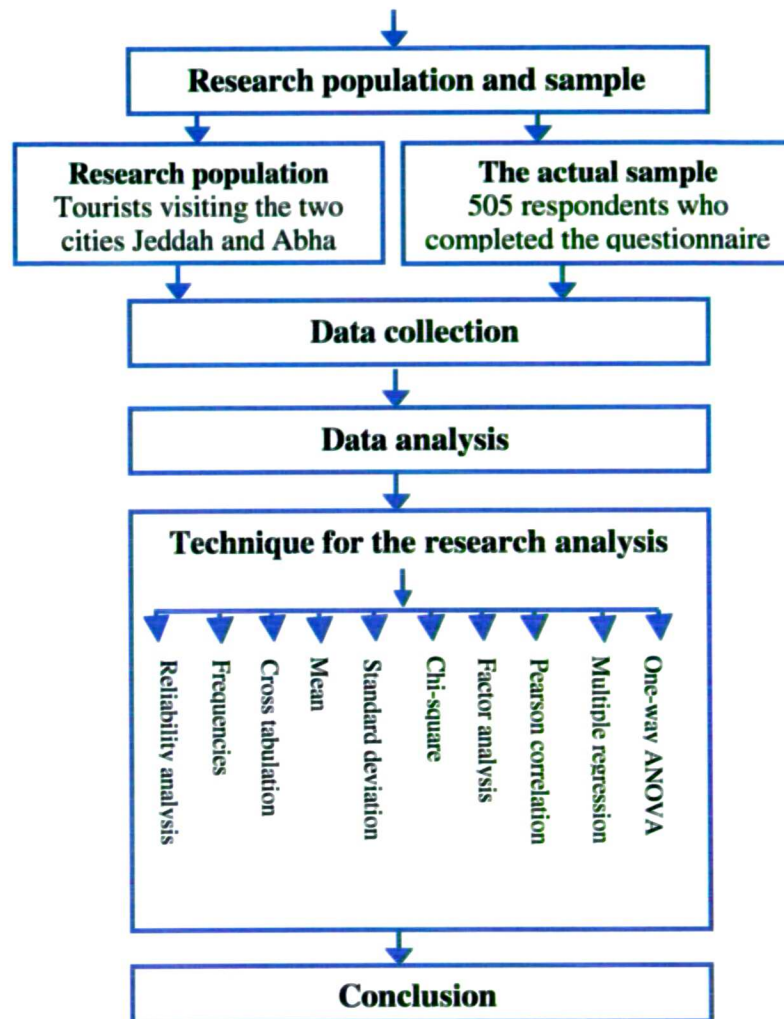 Research population and sample
Research population
Tourists visiting the two
cities Jeddah and Abha
The actual sample
505 respondents who
completed the questionnaire
Data collection
Data analysis
Technique for the research analysis
Reliability analysis
Frequencies
Cross tabulation
Mean
Standard deviation
Chi-square
Factor analysis
Pearson correlation
Multiple regression
One-way ANOVA
Conclusion